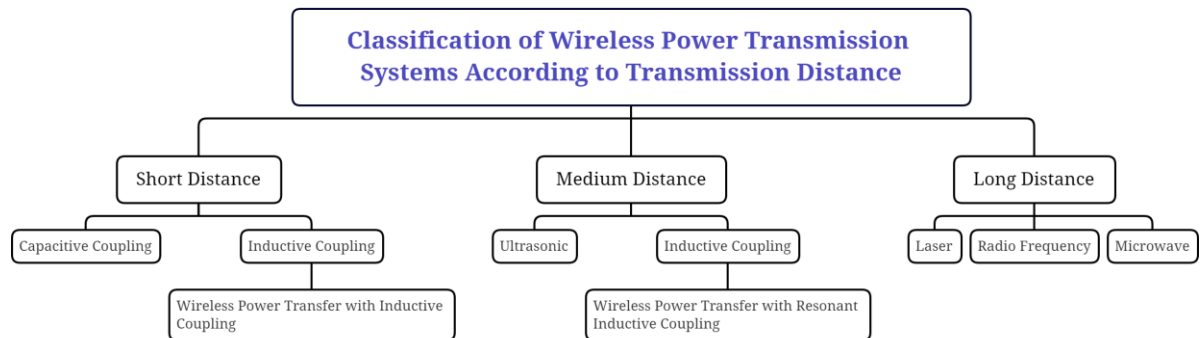 Classification of Wireless Power Transmission
Systems According to Transmission Distance
Short Distance
Medium Distance
Long Distance
Capacitive Coupling
Inductive Coupling
Ultrasonic
Inductive Coupling
Laser
Radio Frequency
Microwave
Wireless Power Transfer with Inductive
Coupling
Wireless Power Transfer with Resonant
Inductive Coupling